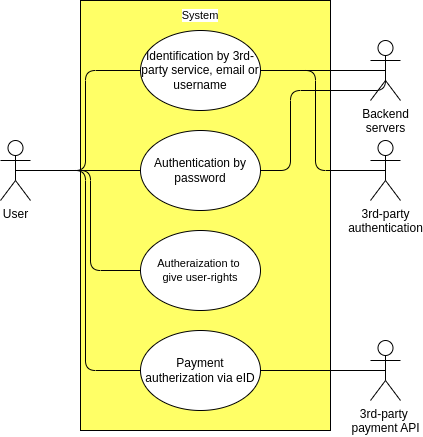 System
Identification by 3rd-
party service, email or
username
Backend
servers
Authentication by
password
User
3rd-party
authentication
Autheraization to
give user-rights
Payment
autherization via eID
3rd-party
payment API